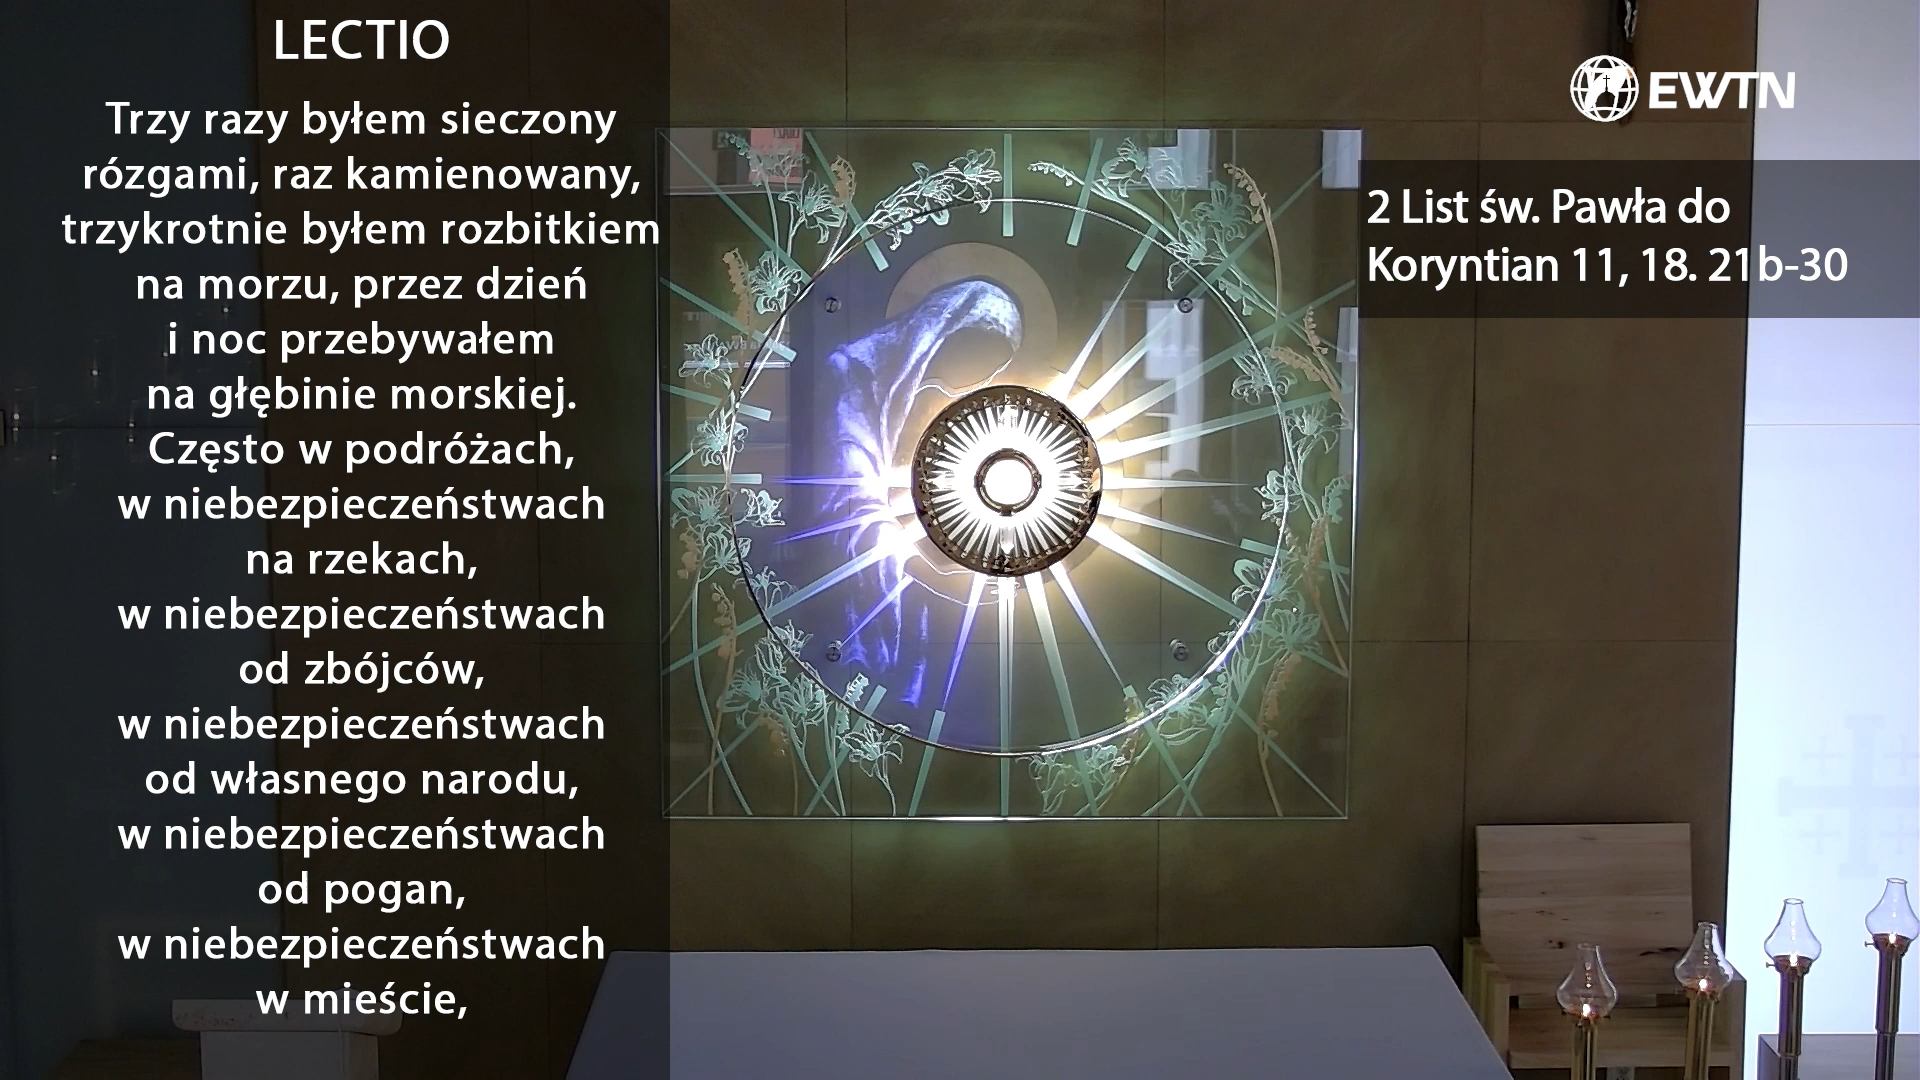 LECTIO
Trzy razy byłem sieczony
rózgami, raz kamienowany,
trzykrotnie byłem rozbitkiem
na morzu, przez dzień
i noc przebywałem
na głębinie morskiej.
Często w podróżach,
w niebezpieczeństwach
na rzekach,
w niebezpieczeństwach
od zbójców,
w niebezpieczeństwach
od własnego narodu,
w niebezpieczeństwach
od pogan,
w niebezpieczeństwach
w mieście,
EWTN
2 List św. Pawła do
Koryntian 11, 18. 21b-30